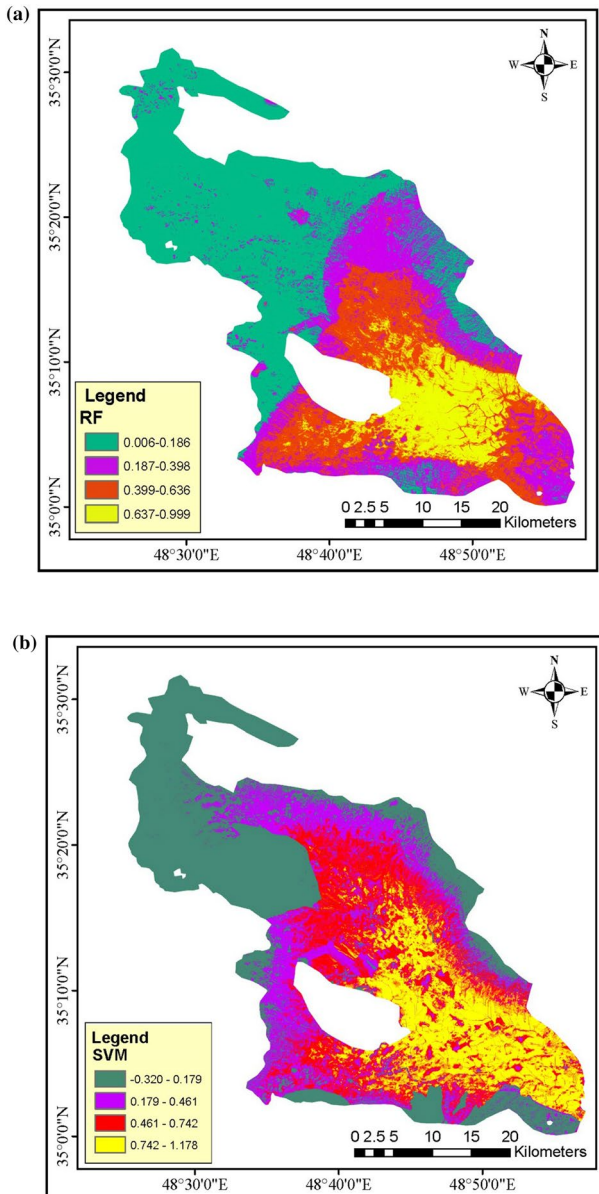 (a)
N
W E
S
35°30'0"N
35°20'0"N
35°10'0"N
35°0'0"N
Legend
RF
0.006-0.186
0.187-0.398
0.399-0.636
0.637-0.999
0 2.5 5 10 15 20
Kilometers
48°30'0"E 48°40'0"E 48°50'0"E
(b)
N
W E
S
35°30'0"N
35°20'0"N
35°10'0"N
35°0'0"N
Legend
SVM
-0.320 - 0.179
0.179 - 0.461
0.461 - 0.742
0.742 - 1.178
0 2.5 5 10 15 20
Kilometers
48°30'0"E 48°40'0"E 48°50'0"E